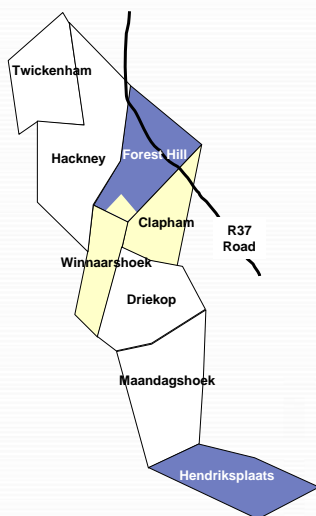 Twickenham
Hackney
Forest Hill
Clapham
R37
Road
Winnaarshoek
Driekop
Maandagshoek
Hendriksplaats